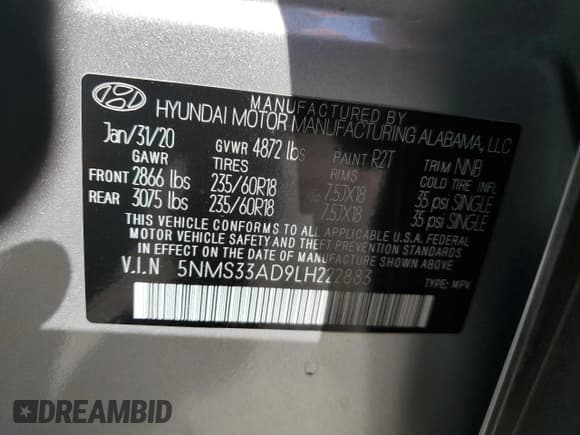 MANUFACTURED BY
HYUNDAI MOTOR MANUFACTURING ALABAMA, LLC
Jan/31/20 GVWR 4872 lbs PAINT R2T TRIM NNB
GAWR TIRES RIMS COLD TIRE INFL
FRONT 2866 lbs 235/60R18 7.5JX18 35 psi SINGLE
REAR 3075 lbs 235/60R18 7.5JX18 35 psi SINGLE
THIS VEHICLE CONFORMS TO ALL APPLICABLE U.S.A. FEDERAL
MOTOR VEHICLE SAFETY AND THEFT PREVENTION STANDARDS
IN EFFECT ON THE DATE OF MANUFACTURE SHOWN ABOVE.
V.I.N 5NMS33AD9LH222883 TYPE: MPV
DREAMBID